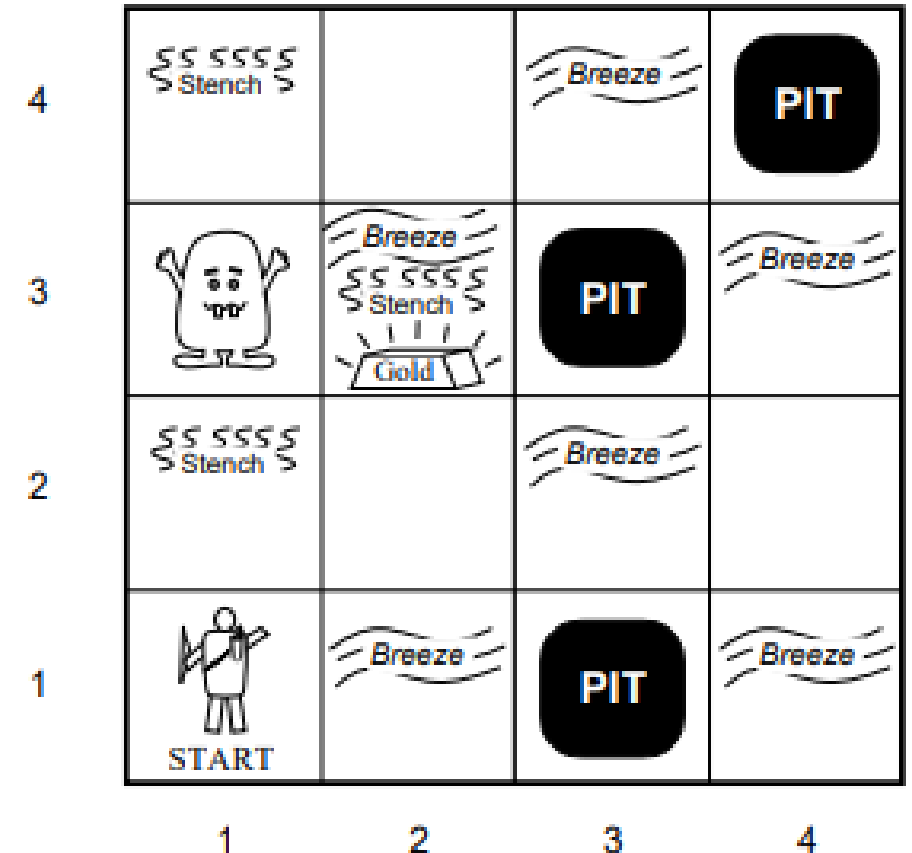 4 Stench Breeze PIT
3 Breeze Stench Gold PIT Breeze
2 Stench Breeze
1 START Breeze PIT Breeze
1 2 3 4